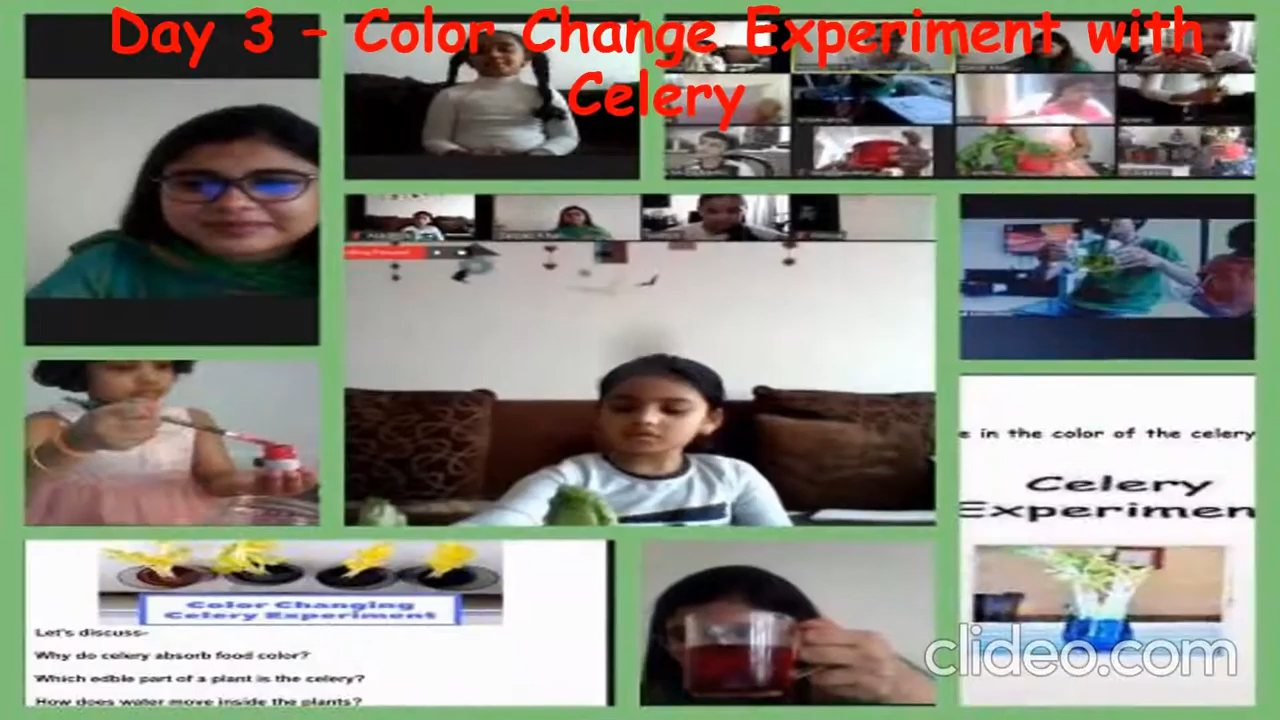 Day 3 – Color Change Experiment with
Celery
e in the color of the celery
Celery
Experimen
Color Changing
Celery Experiment
Let's discuss-
Why do celery absorb food color?
Which edble part of a plant is the celery?
How does water move inside the plants?
clideo.com